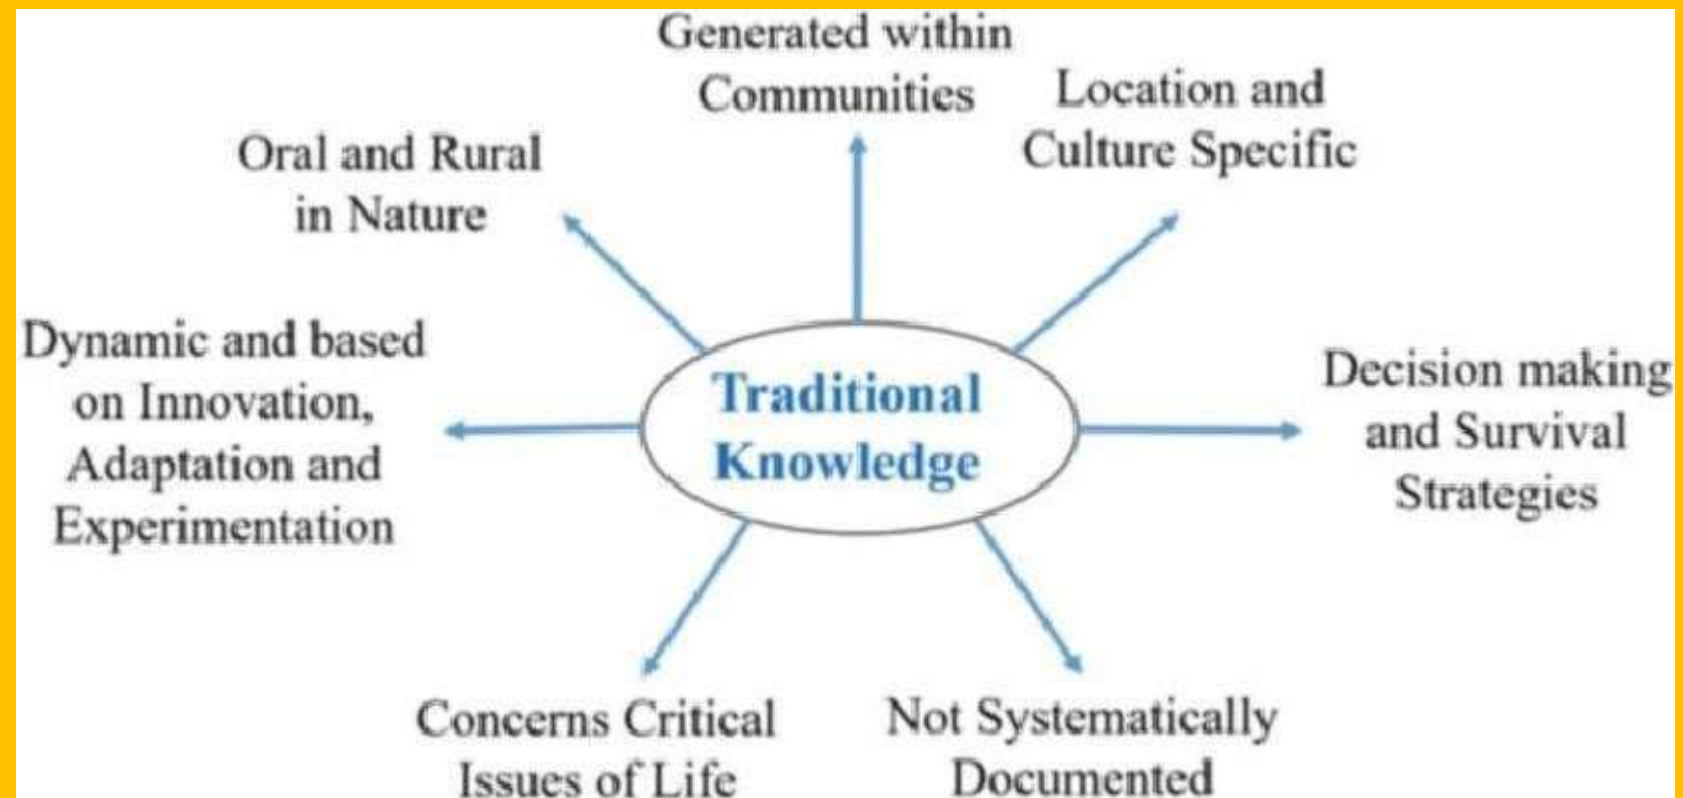 Generated within
Communities
Location and
Culture Specific
Oral and Rural
in Nature
Dynamic and based
on Innovation,
Adaptation and
Experimentation
Traditional
Knowledge
Decision making
and Survival
Strategies
Concerns Critical
Issues of Life
Not Systematically
Documented